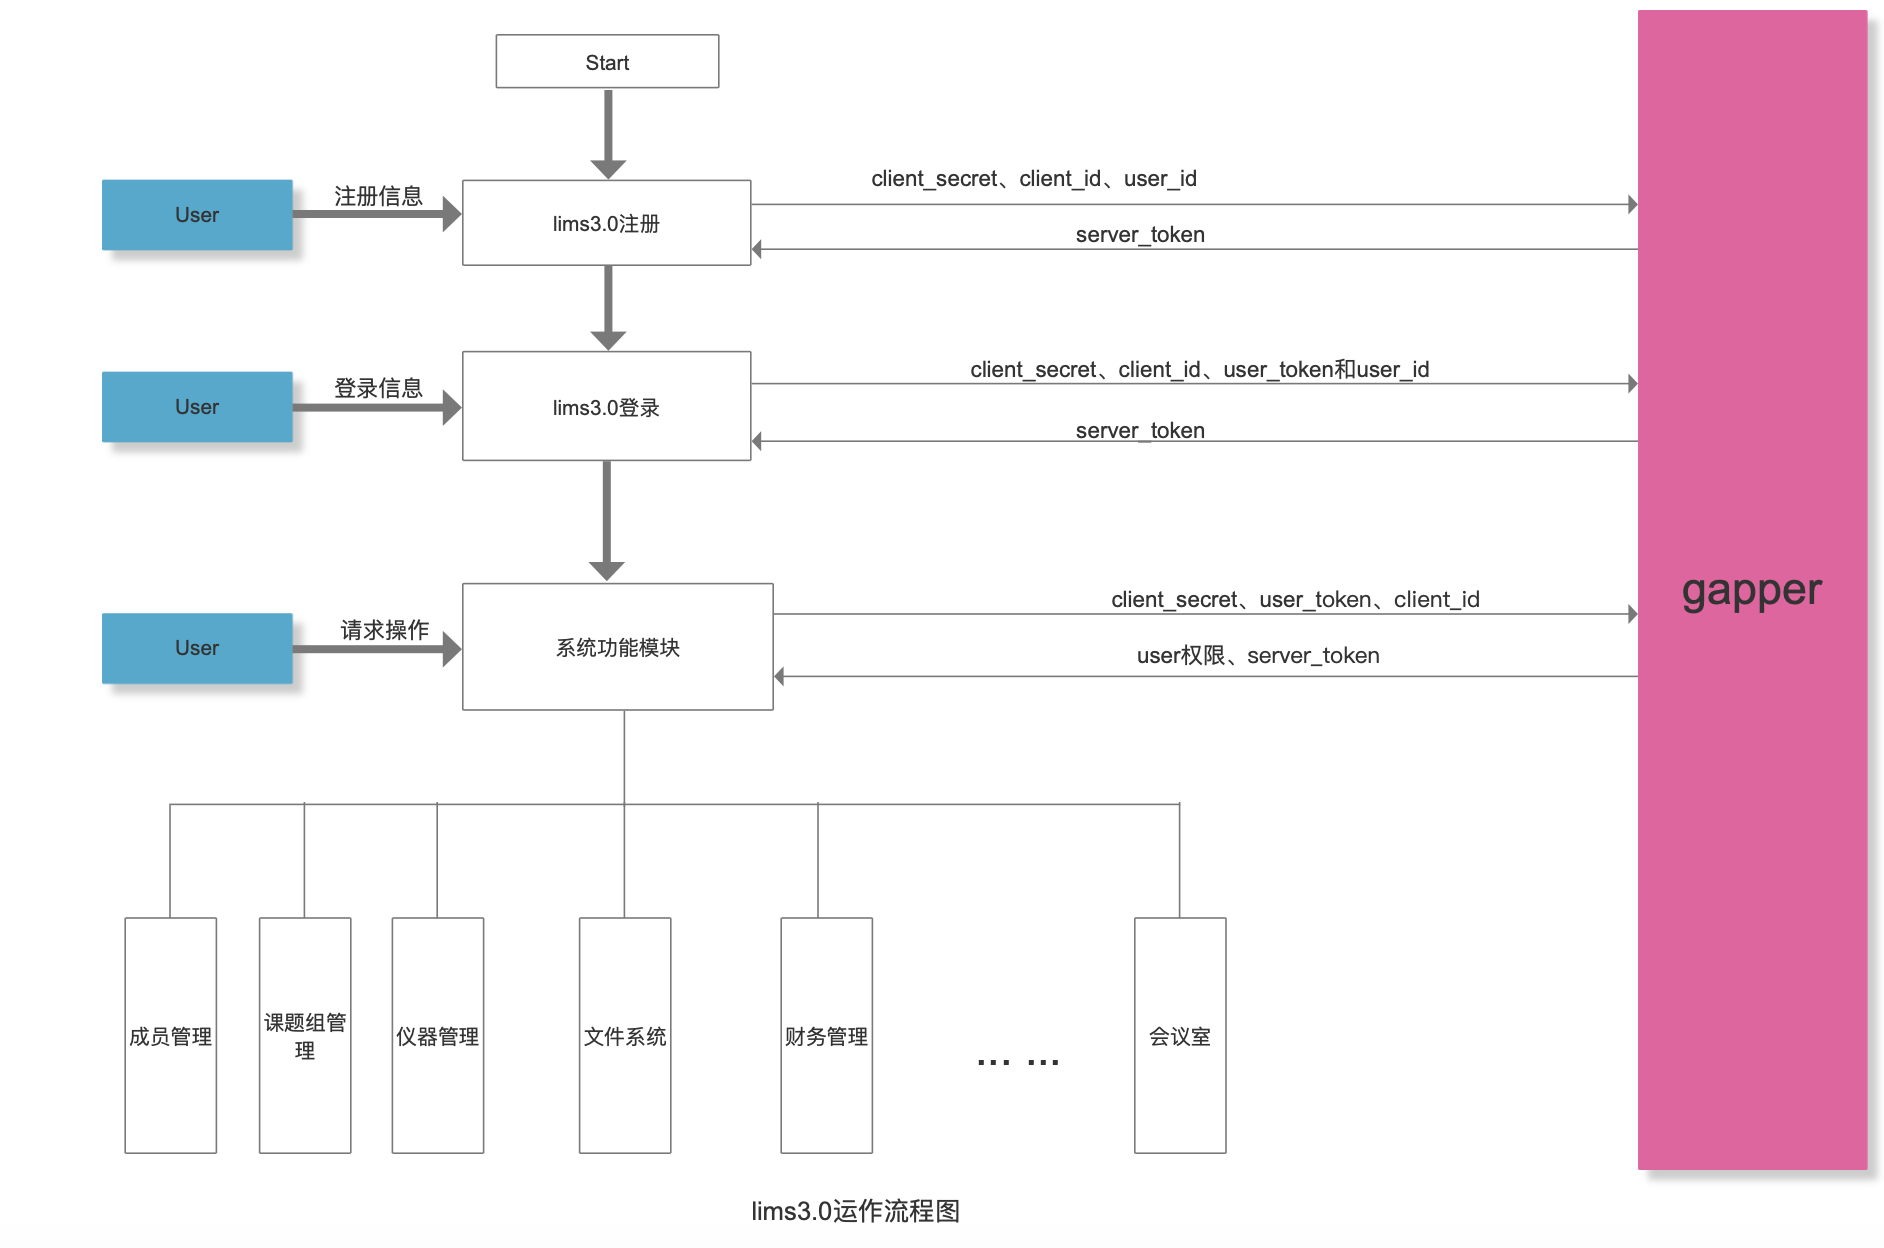 Start
client_secret、client_id、user_id
注册信息
User
lims3.0注册
server_token
client_secret、client_id、user_token和user_id
登录信息
User
lims3.0登录
server_token
client_secret、user_token、client_id
请求操作
User
系统功能模块
user权限、server_token
gapper
成员管理
课题组管
理
仪器管理
文件系统
财务管理
... ...
会议室
lims3.0运作流程图